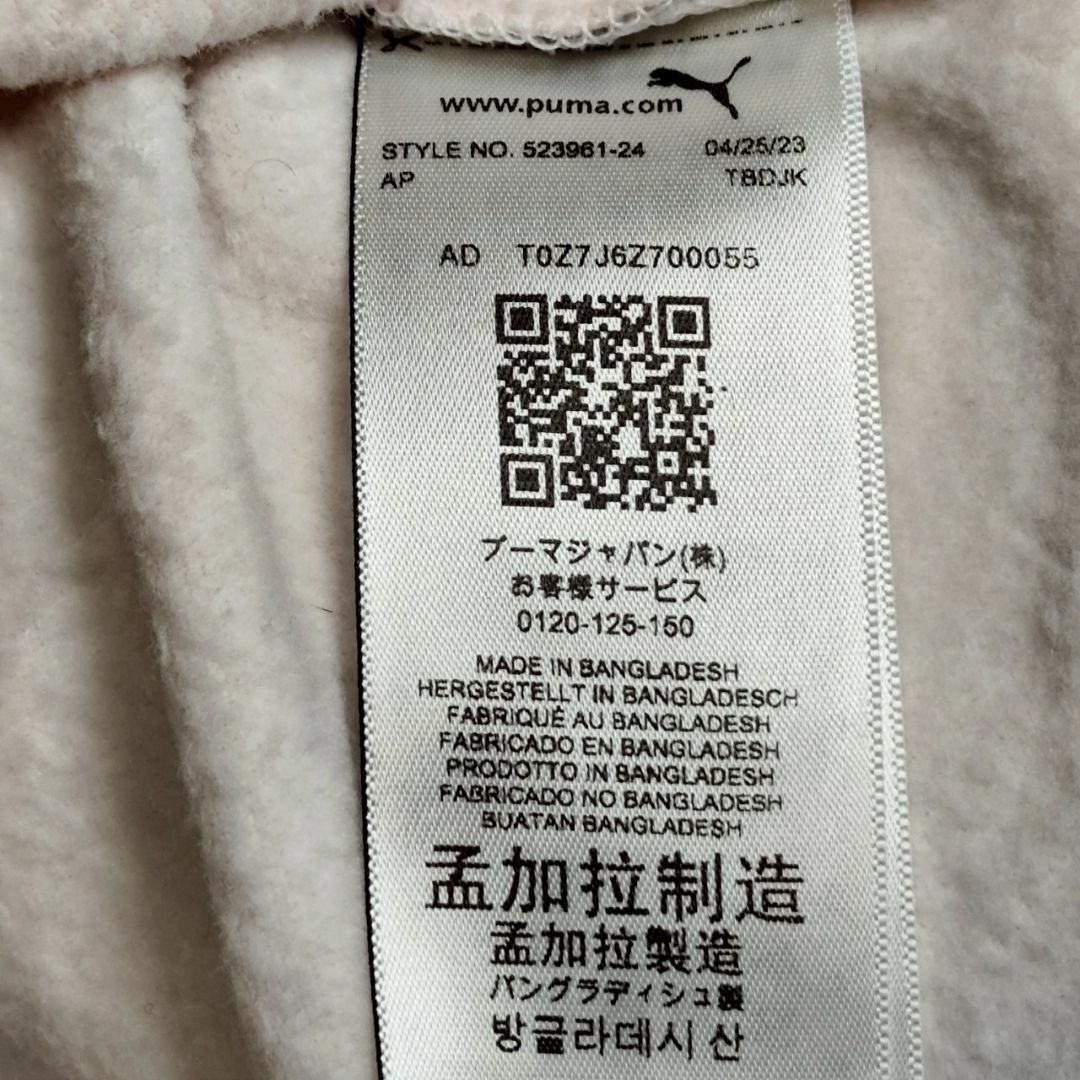 www.puma.com
STYLE NO. 523961-24 04/25/23
AP TBDJK
AD T0Z7J6Z700055
プーマジャパン(株)
お客様サービス
0120-125-150
MADE IN BANGLADESH
HERGESTELLT IN BANGLADESCH
FABRIQUÉ AU BANGLADESH
FABRICADO EN BANGLADESH
PRODOTTO IN BANGLADESH
FABRICADO NO BANGLADESH
BUATAN BANGLADESH
孟加拉制造
孟加拉製造
バングラディシュ製
방글라데시 산